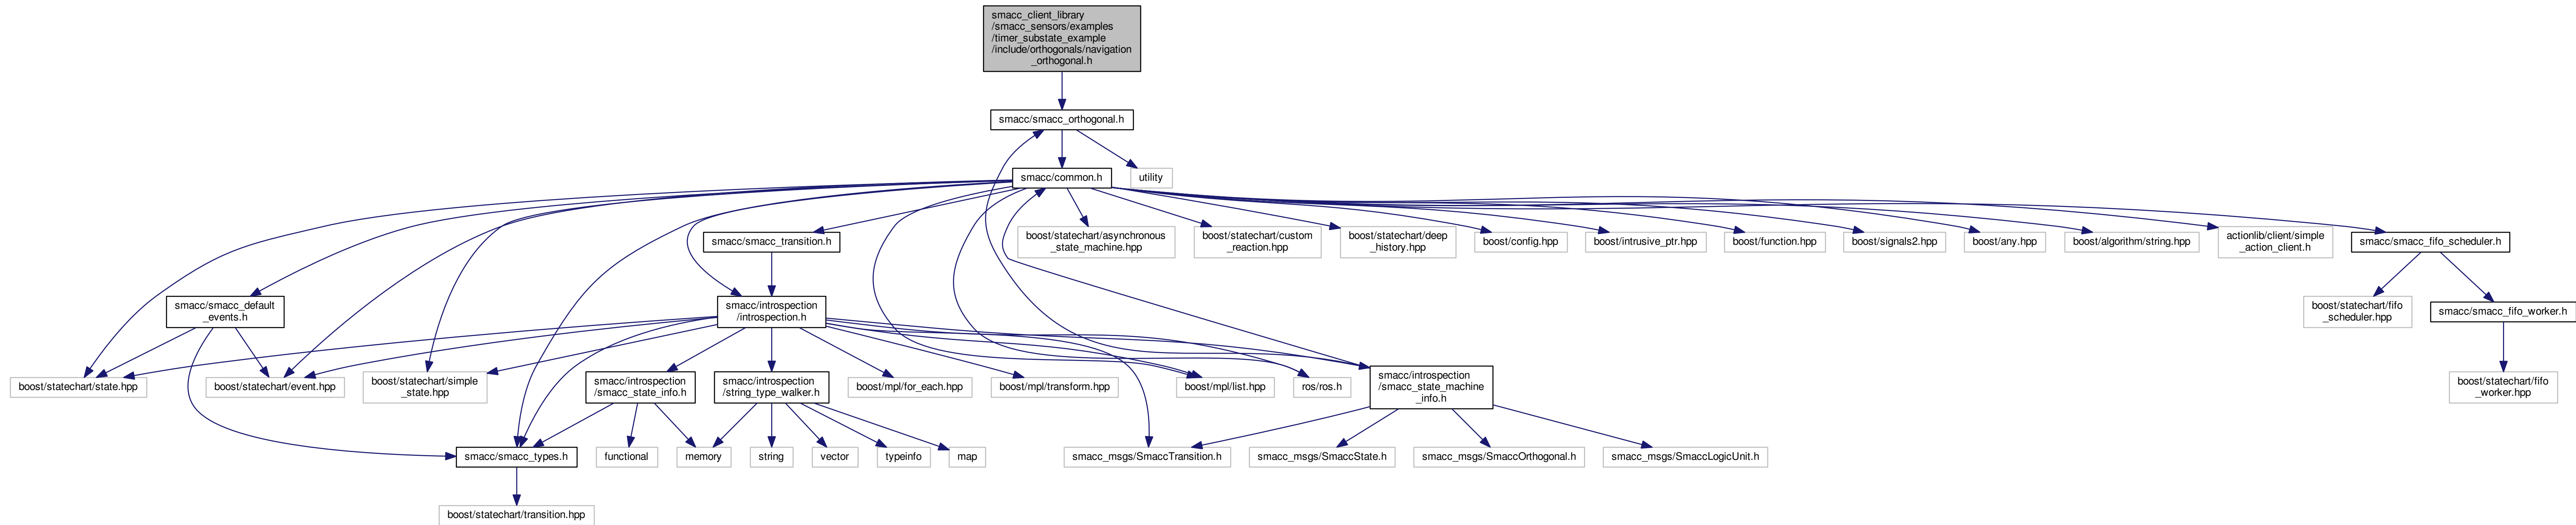 smacc_client_library
/smacc_sensors/examples
/timer_substate_example
/include/orthogonals/navigation
_orthogonal.h
smacc/smacc_orthogonal.h
smacc/common.h
utility
smacc/smacc_transition.h
boost/statechart/asynchronous
_state_machine.hpp
boost/statechart/custom
_reaction.hpp
boost/statechart/deep
_history.hpp
boost/config.hpp
boost/intrusive_ptr.hpp
boost/function.hpp
boost/signals2.hpp
boost/any.hpp
boost/algorithm/string.hpp
actionlib/client/simple
_action_client.h
smacc/smacc_fifo_scheduler.h
smacc/smacc_default
_events.h
smacc/introspection
/introspection.h
boost/statechart/fifo
_scheduler.hpp
smacc/smacc_fifo_worker.h
boost/statechart/state.hpp
boost/statechart/event.hpp
boost/statechart/simple
_state.hpp
smacc/introspection
/smacc_state_info.h
smacc/introspection
/string_type_walker.h
boost/mpl/for_each.hpp
boost/mpl/transform.hpp
boost/mpl/list.hpp
ros/ros.h
smacc/introspection
/smacc_state_machine
_info.h
boost/statechart/fifo
_worker.hpp
smacc/smacc_types.h
functional
memory
string
vector
typeinfo
map
smacc_msgs/SmaccTransition.h
smacc_msgs/SmaccState.h
smacc_msgs/SmaccOrthogonal.h
smacc_msgs/SmaccLogicUnit.h
boost/statechart/transition.hpp